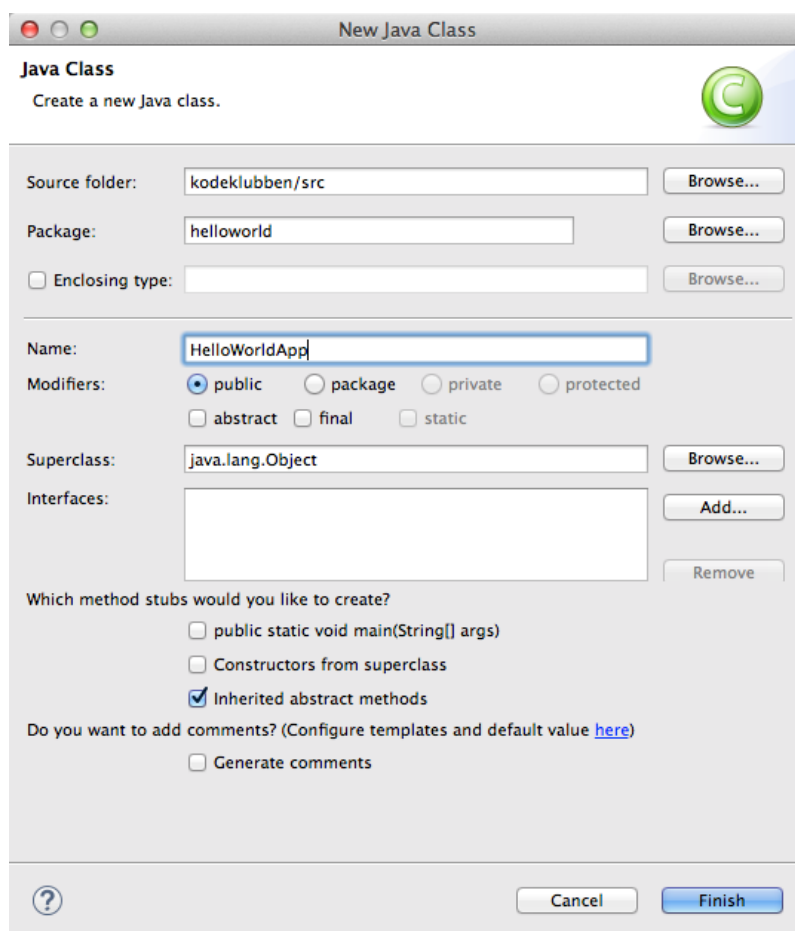 New Java Class
Java Class
Create a new Java class.
C
Source folder: kodeklubben/src Browse...
Package: helloworld Browse...
Enclosing type: Browse...
Name: HelloWorldApp
Modifiers: public package private protected
abstract final static
Superclass: java.lang.Object Browse...
Interfaces: Add...
Remove
Which method stubs would you like to create?
public static void main(String[] args)
Constructors from superclass
Inherited abstract methods
Do you want to add comments? (Configure templates and default value here)
Generate comments
? Cancel Finish